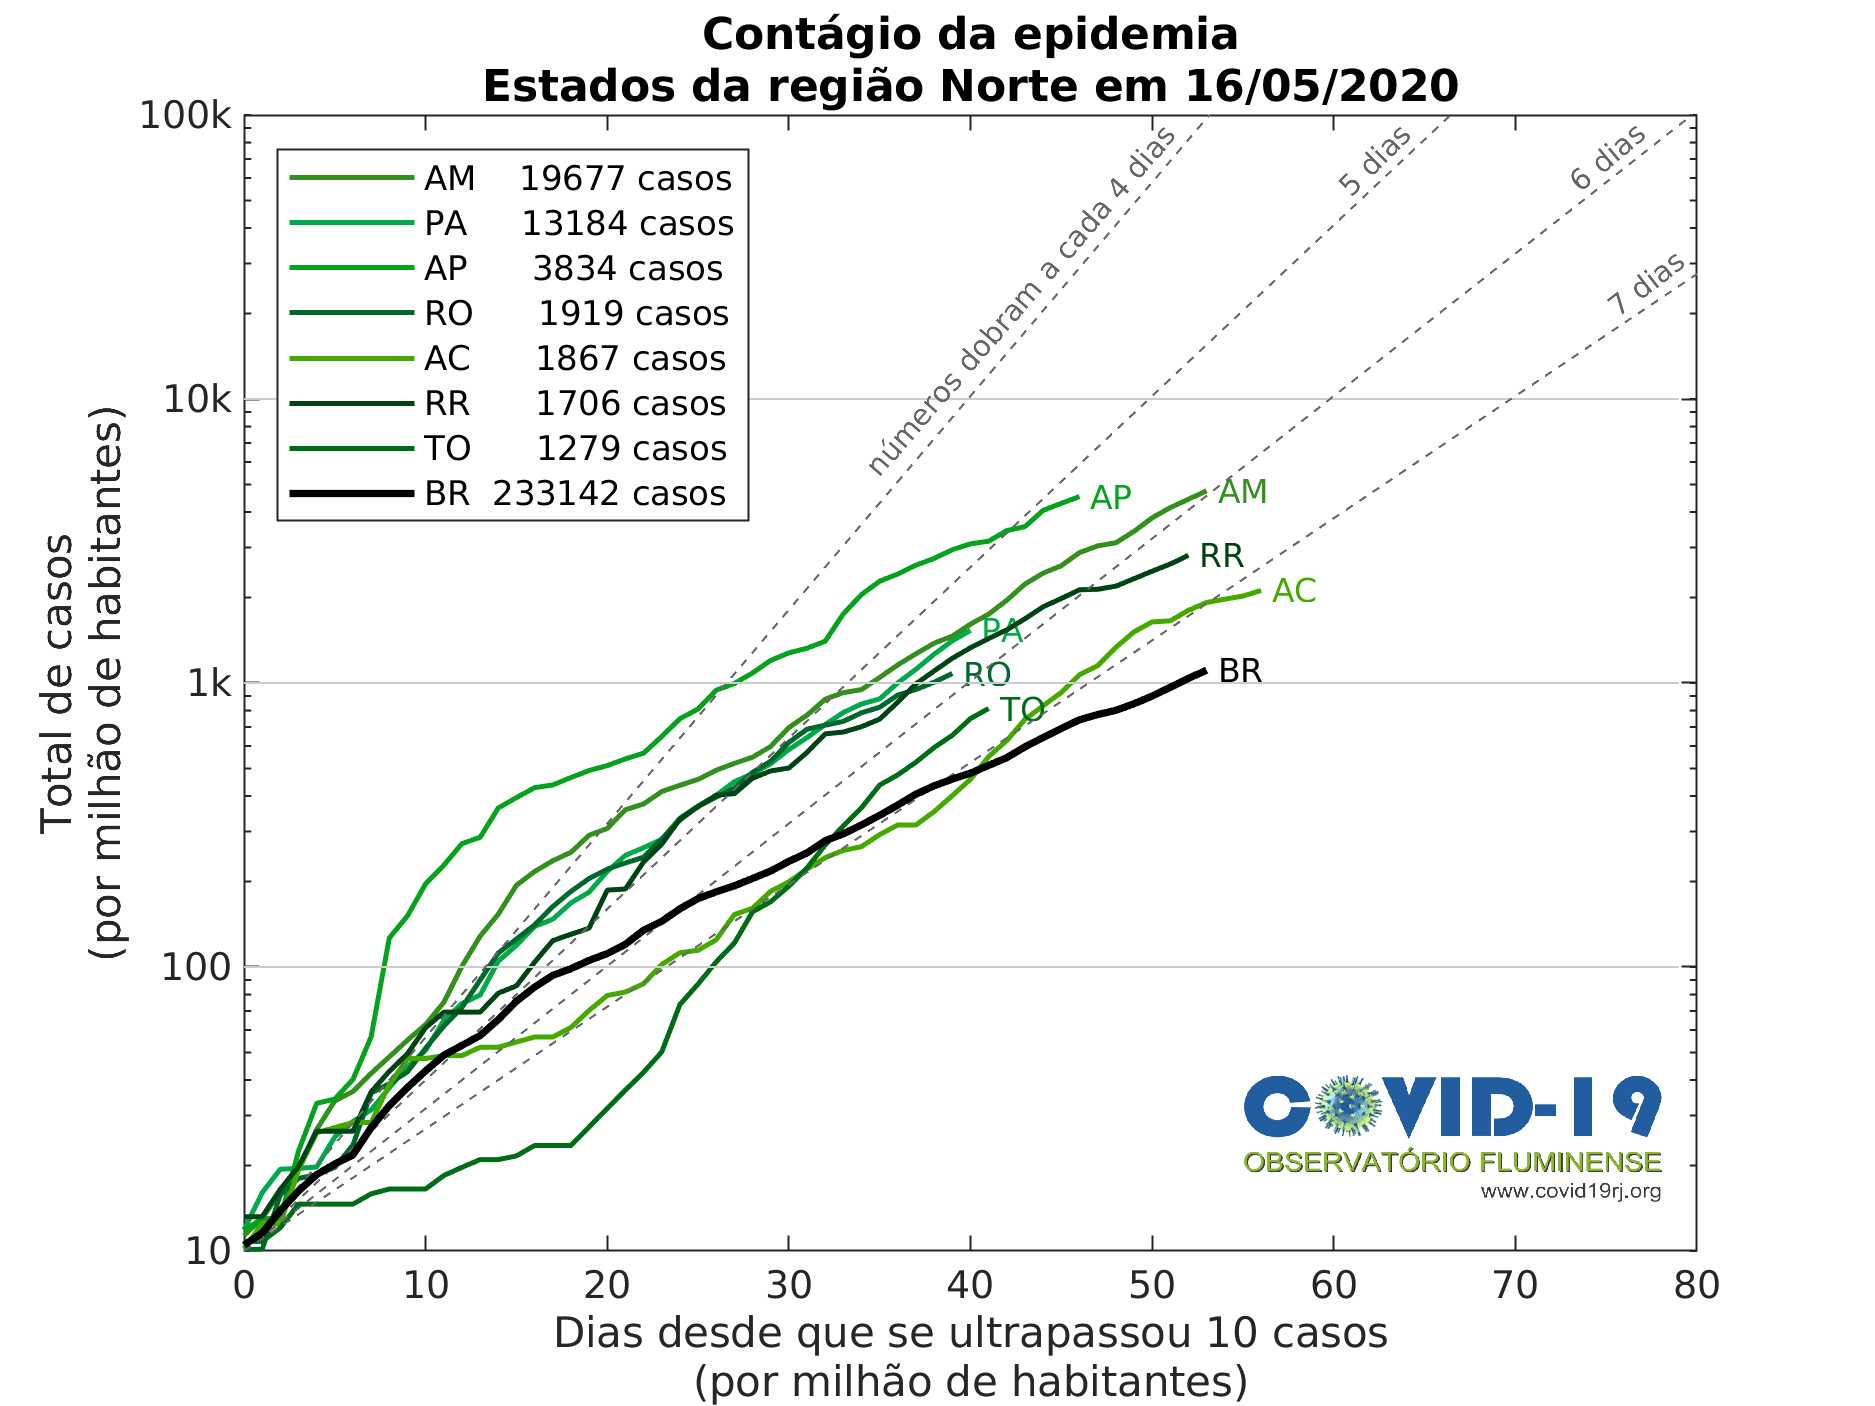 Contágio da epidemia
Estados da região Norte em 16/05/2020
100k
10k
1k
100
10
Total de casos
(por milhão de habitantes)
AM 19677 casos
PA 13184 casos
AP 3834 casos
RO 1919 casos
AC 1867 casos
RR 1706 casos
TO 1279 casos
BR 233142 casos
números dobram a cada 4 dias
5 dias
6 dias
7 dias
AP
AM
RR
AC
PA
BR
RO
TO
COVID-19
OBSERVATÓRIO FLUMINENSE
www.covid19rj.org
0 10 20 30 40 50 60 70 80
Dias desde que se ultrapassou 10 casos
(por milhão de habitantes)